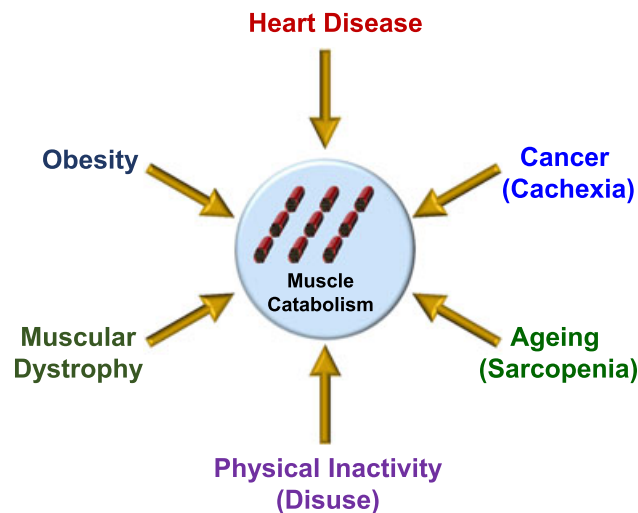 Heart Disease
Obesity
Cancer
(Cachexia)
Muscle
Catabolism
Muscular
Dystrophy
Ageing
(Sarcopenia)
Physical Inactivity
(Disuse)